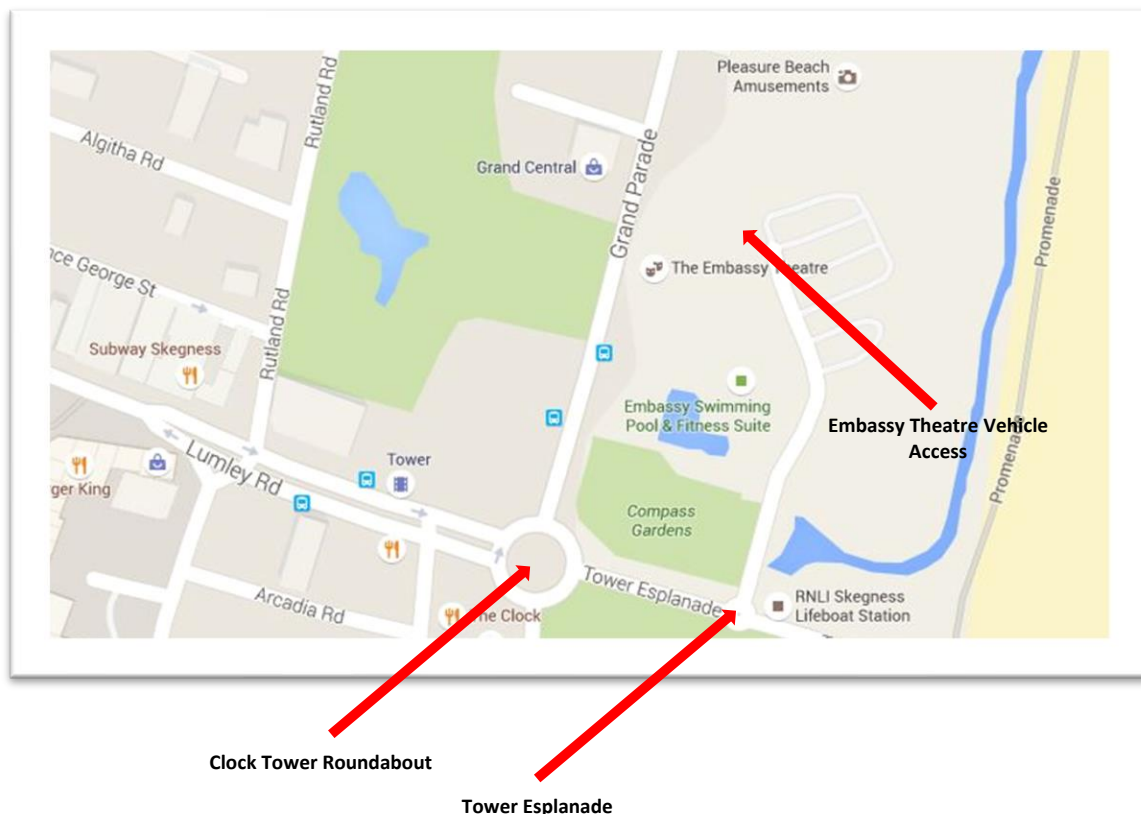 Pleasure Beach
Amusements
Rutland Rd
Algitha Rd
Grand Central
Grand Parade
Promenade
The Embassy Theatre
nce George St
Rutland Rd
Subway Skegness
Embassy Swimming
Pool & Fitness Suite
Embassy Theatre Vehicle
Access
Lumley Rd
Tower
ger King
Promenade
Compass
Gardens
Tower Esplanade
RNLI Skegness
Lifeboat Station
Arcadia Rd
The Clock
Clock Tower Roundabout
Tower Esplanade